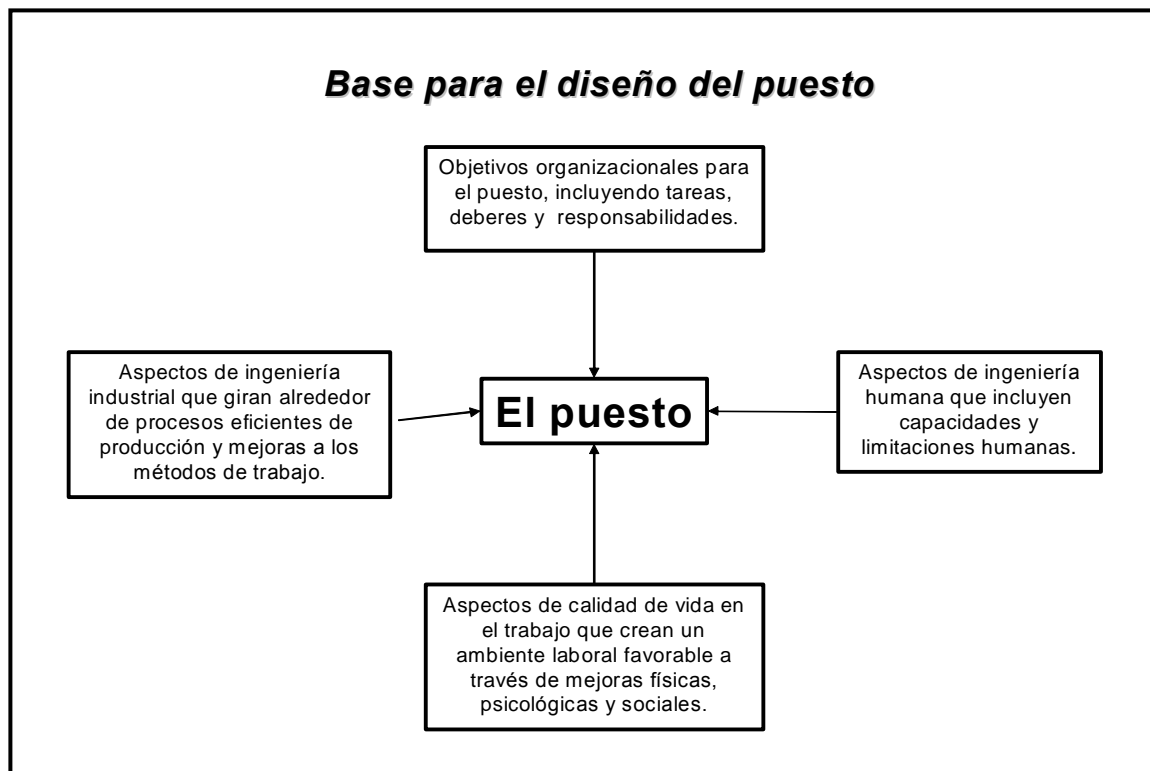 Base para el diseño del puesto
Objetivos organizacionales para
el puesto, incluyendo tareas,
deberes y responsabilidades.
Aspectos de ingeniería
industrial que giran alrededor
de procesos eficientes de
producción y mejoras a los
métodos de trabajo.
El puesto
Aspectos de ingeniería
humana que incluyen
capacidades y
limitaciones humanas.
Aspectos de calidad de vida en
el trabajo que crean un
ambiente laboral favorable a
través de mejoras físicas,
psicológicas y sociales.